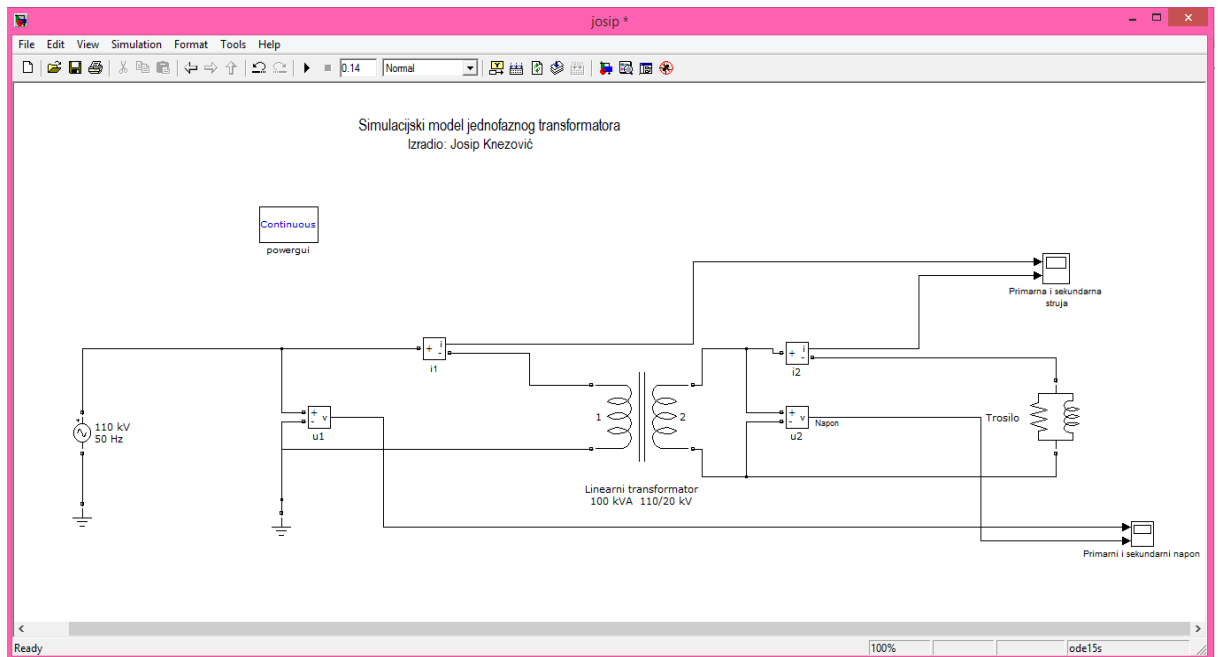 josip *
File Edit View Simulation Format Tools Help
0.14 Normal
Simulacijski model jednofaznog transformatora
Izradio: Josip Knezović
Continuous
powergui
Primarna i sekundarna
struja
+ i -
i1
+ i -
i2
110 kV
50 Hz
+ v -
u1
1
2
+ v -
u2
Napon
Trosilo
Linearni transformator
100 kVA 110/20 kV
Primarni i sekundarni napon
Ready 100% ode15s